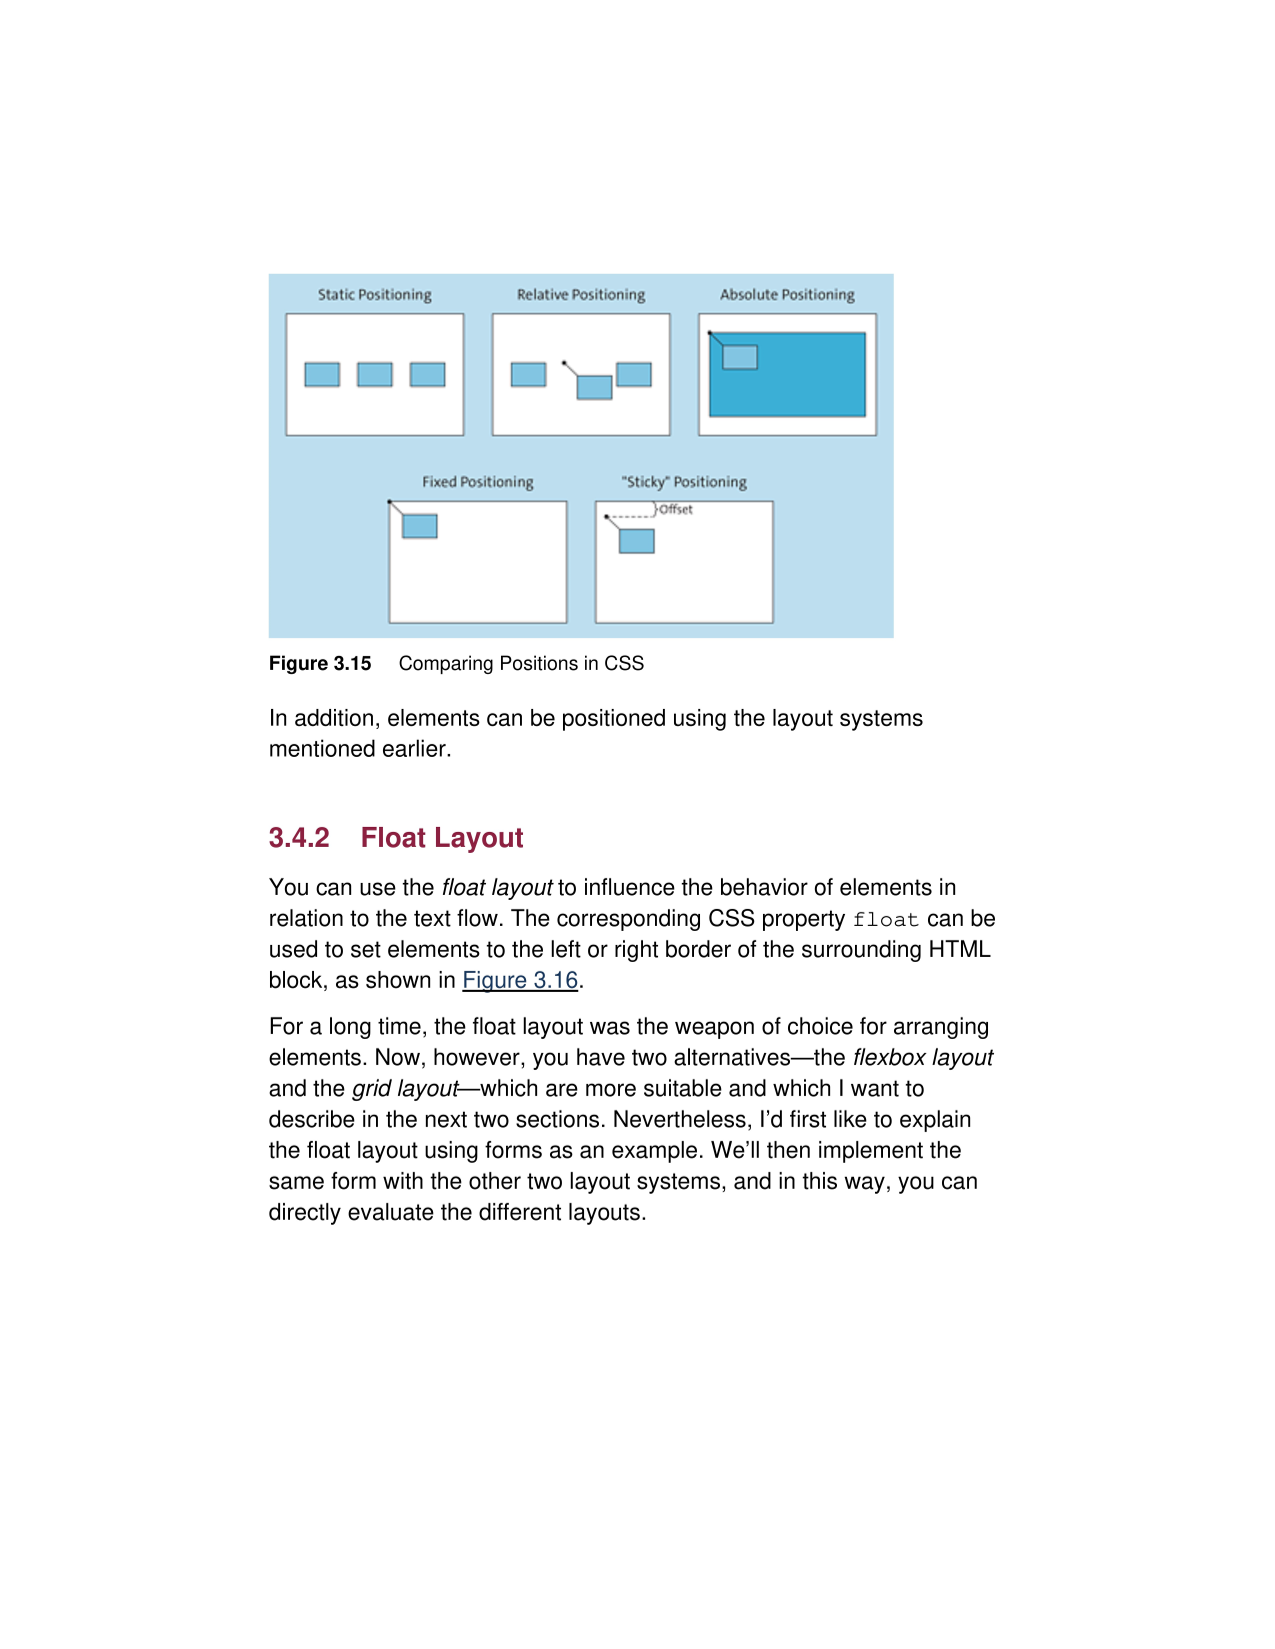 Static Positioning Relative Positioning Absolute Positioning
Fixed Positioning "Sticky" Positioning
Offset
Figure 3.15 Comparing Positions in CSS
In addition, elements can be positioned using the layout systems
mentioned earlier.
3.4.2 Float Layout
You can use the float layout to influence the behavior of elements in
relation to the text flow. The corresponding CSS property float can be
used to set elements to the left or right border of the surrounding HTML
block, as shown in Figure 3.16.
For a long time, the float layout was the weapon of choice for arranging
elements. Now, however, you have two alternatives—the flexbox layout
and the grid layout—which are more suitable and which I want to
describe in the next two sections. Nevertheless, I’d first like to explain
the float layout using forms as an example. We’ll then implement the
same form with the other two layout systems, and in this way, you can
directly evaluate the different layouts.